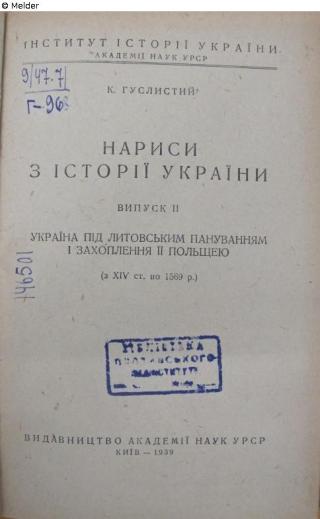 © Melder
ІНСТИТУТ ІСТОРІЇ УКРАЇНИ
АКАДЕМІЇ НАУК УРСР
9/47.7/
Г-96
К. ГУСЛИСТИЙ
НАРИСИ
З ІСТОРІЇ УКРАЇНИ
ВИПУСК II
УКРАЇНА ПІД ЛИТОВСЬКИМ ПАНУВАННЯМ
І ЗАХОПЛЕННЯ ЇЇ ПОЛЬЩЕЮ
(з XIV ст. по 1569 р.)
146501
БІБЛІОТЕКА
ВИДАВНИЦТВО АКАДЕМІЇ НАУК УРСР
КИЇВ — 1939